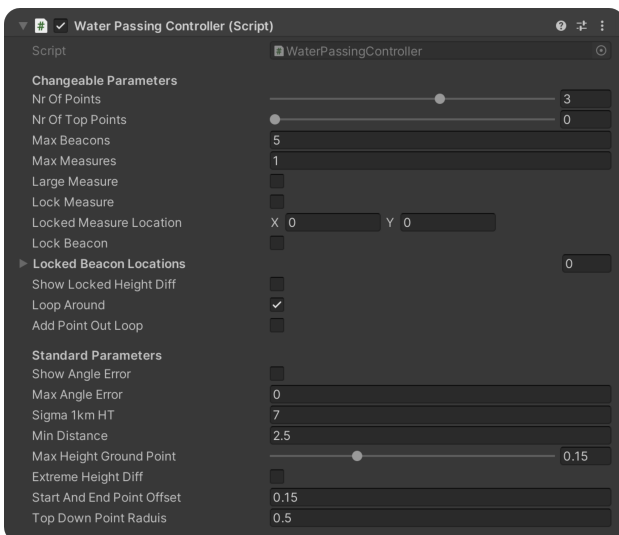 # Water Passing Controller (Script)
Script # WaterPassingController
Changeable Parameters
Nr Of Points 3
Nr Of Top Points 0
Max Beacons 5
Max Measures 1
Large Measure
Lock Measure
Locked Measure Location X 0 Y 0
Lock Beacon
Locked Beacon Locations 0
Show Locked Height Diff
Loop Around
Add Point Out Loop
Standard Parameters
Show Angle Error
Max Angle Error 0
Sigma 1km HT 7
Min Distance 2.5
Max Height Ground Point 0.15
Extreme Height Diff
Start And End Point Offset 0.15
Top Down Point Raduis 0.5